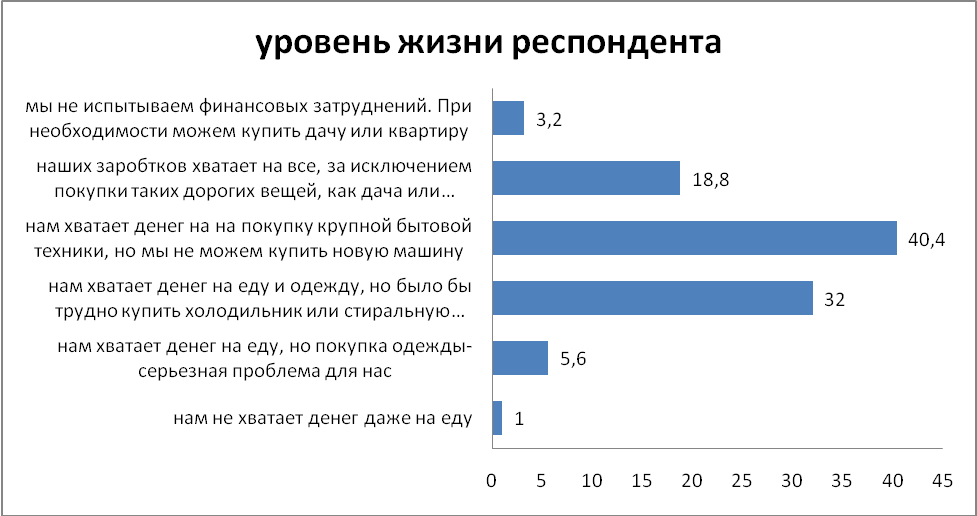 уровень жизни респондента
мы не испытываем финансовых затруднений. При
необходимости можем купить дачу или квартиру
3,2
наших заробтков хватает на все, за исключением
покупки таких дорогих вещей, как дача или…
18,8
нам хватает денег на на покупку крупной бытовой
техники, но мы не можем купить новую машину
40,4
нам хватает денег на еду и одежду, но было бы
трудно купить холодильник или стиральную…
32
нам хватает денег на еду, но покупка одежды-
серьезная проблема для нас
5,6
нам не хватает денег даже на еду
1
0 5 10 15 20 25 30 35 40 45